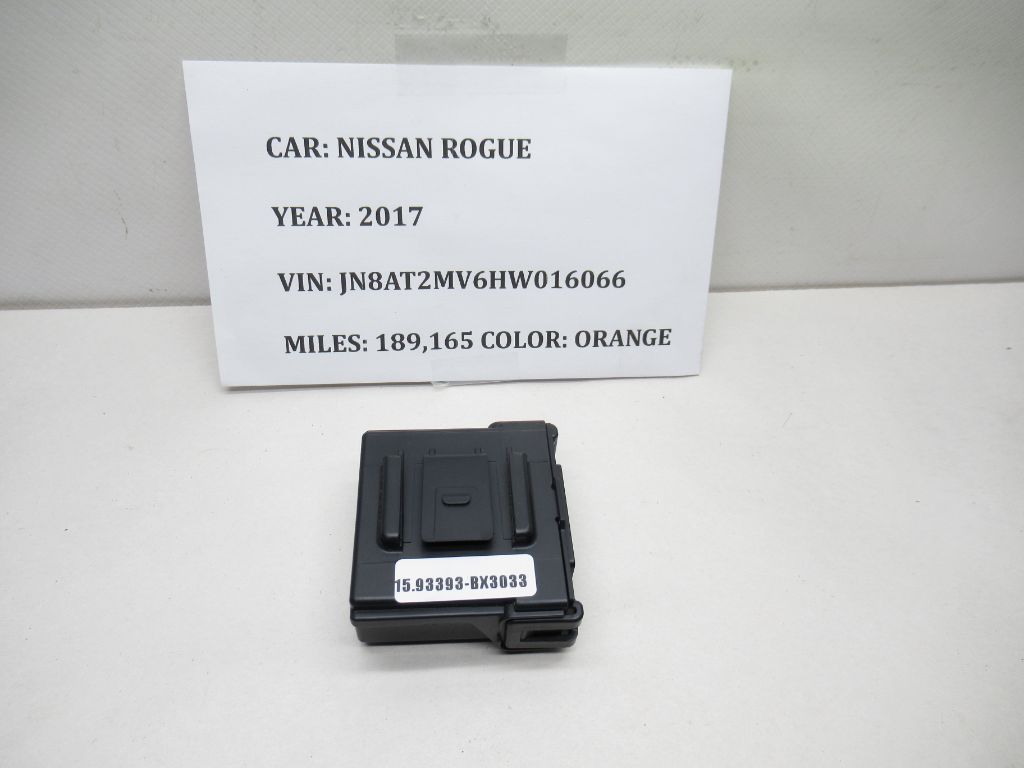 CAR: NISSAN ROGUE
YEAR: 2017
VIN: JN8AT2MV6HW016066
MILES: 189,165 COLOR: ORANGE
15.93393-BX3033